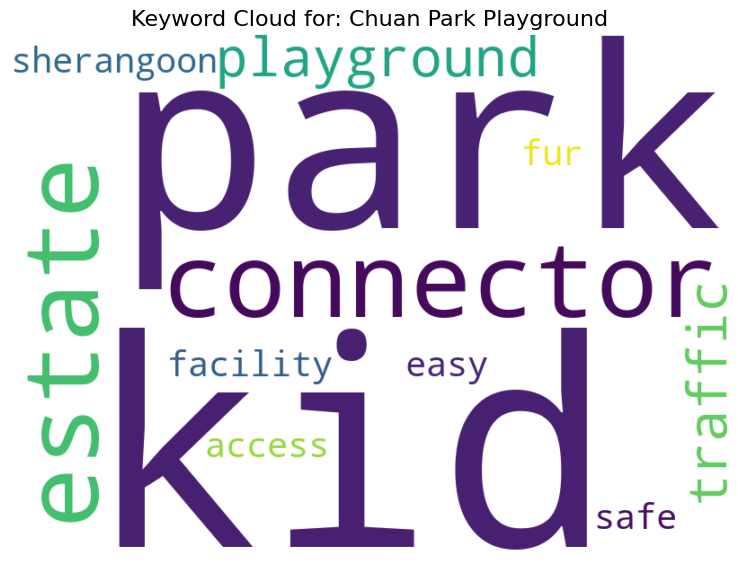 Keyword Cloud for: Chuan Park Playground
sherangoon
playground
park
fur
estate
connector
traffic
kid
facility
easy
access
safe